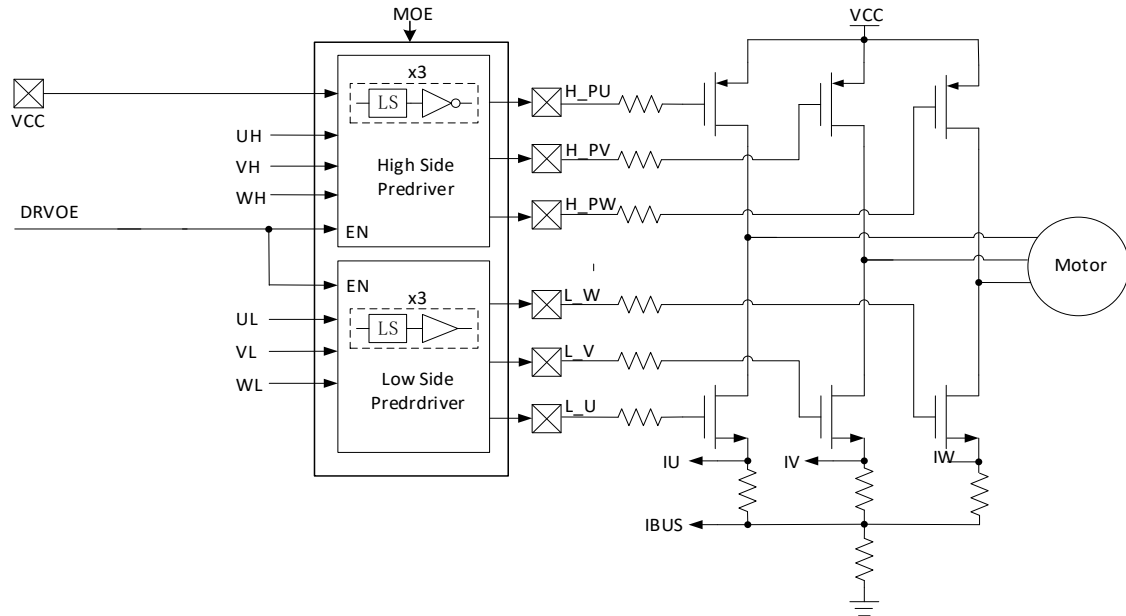 MOE
VCC
VCC
x3
LS
H_PU
UH
VH
High Side
Predriver
H_PV
WH
H_PW
DRVOE
EN
Motor
EN
x3
L_W
UL
LS
VL
L_V
WL
Low Side
Predrdriver
L_U
IU
IV
IW
IBUS